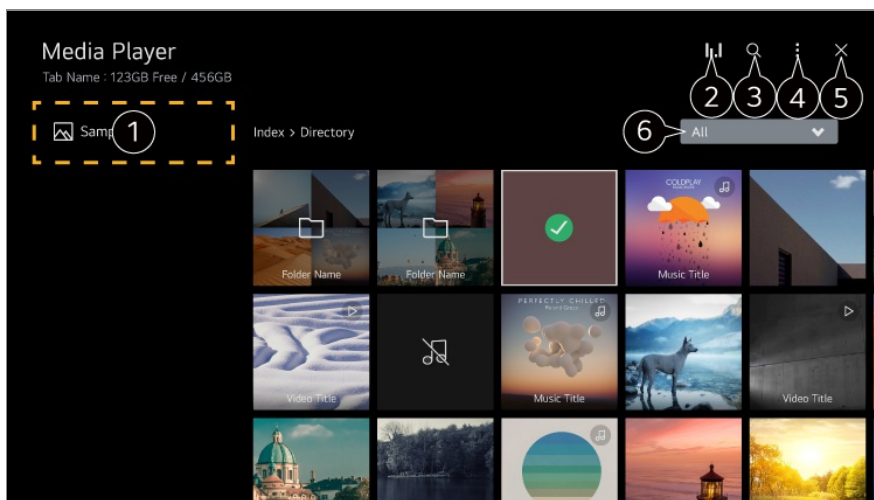 Media Player
Tab Name : 123GB Free / 456GB
2
3
4
5
1
Index > Directory
6
All
Folder Name
Folder Name
COLDPLAY
Music Title
Video Title
PERFECTLY CHILLED
Music Title
Video Title